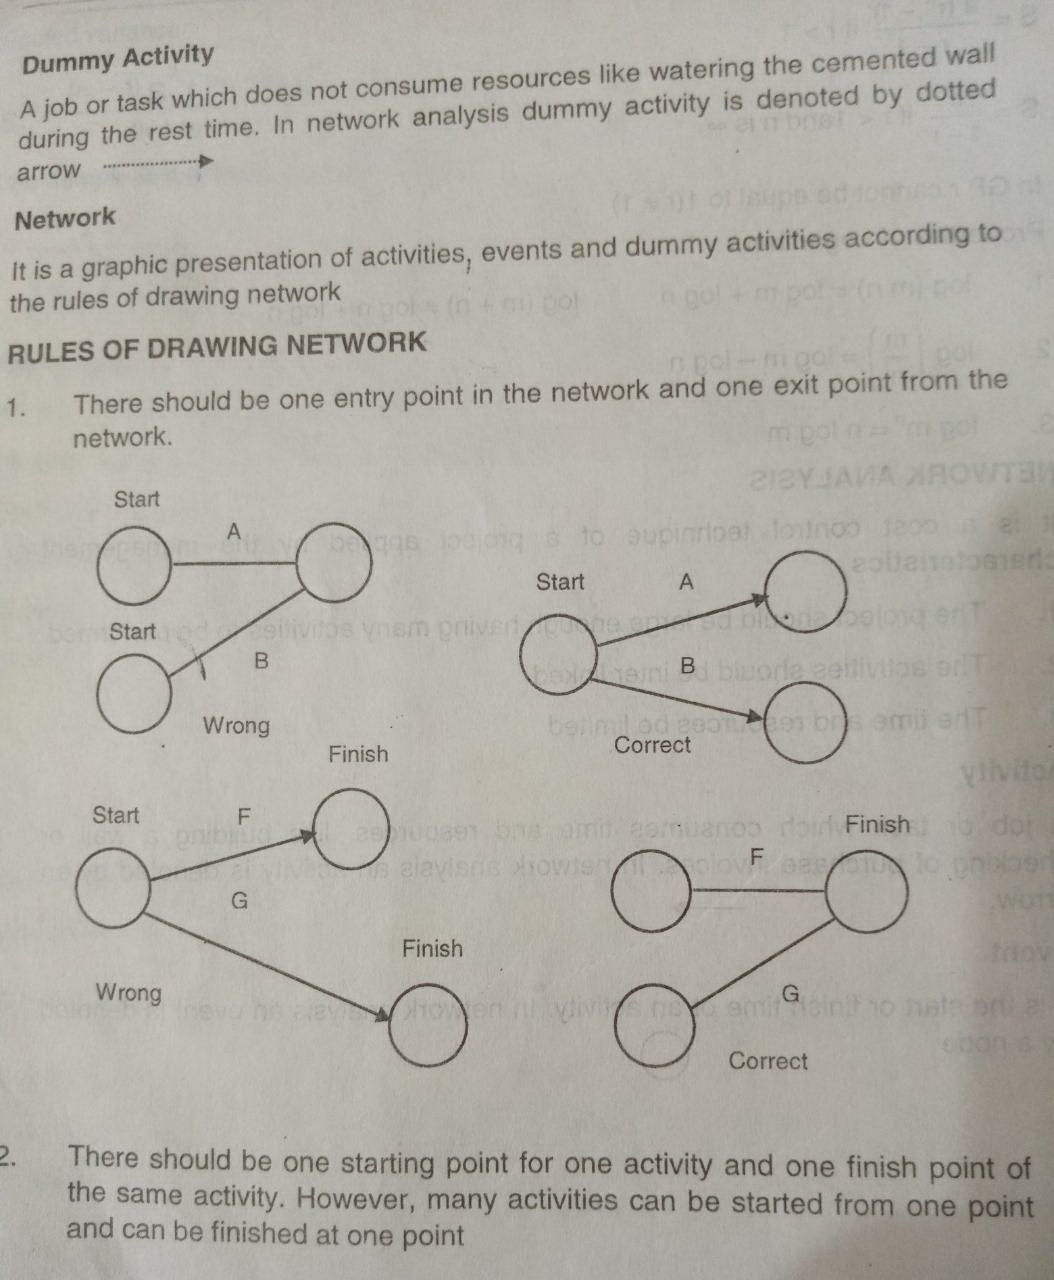 Dummy Activity
A job or task which does not consume resources like watering the cemented wall
during the rest time. In network analysis dummy activity is denoted by dotted
arrow
Network
It is a graphic presentation of activities, events and dummy activities according to
the rules of drawing network
RULES OF DRAWING NETWORK
1. There should be one entry point in the network and one exit point from the
network.
Start
A
Start
B
Wrong
Start
A
B
Correct
Finish
Start
F
G
Finish
Wrong
Finish
F
G
Correct
2. There should be one starting point for one activity and one finish point of
the same activity. However, many activities can be started from one point
and can be finished at one point